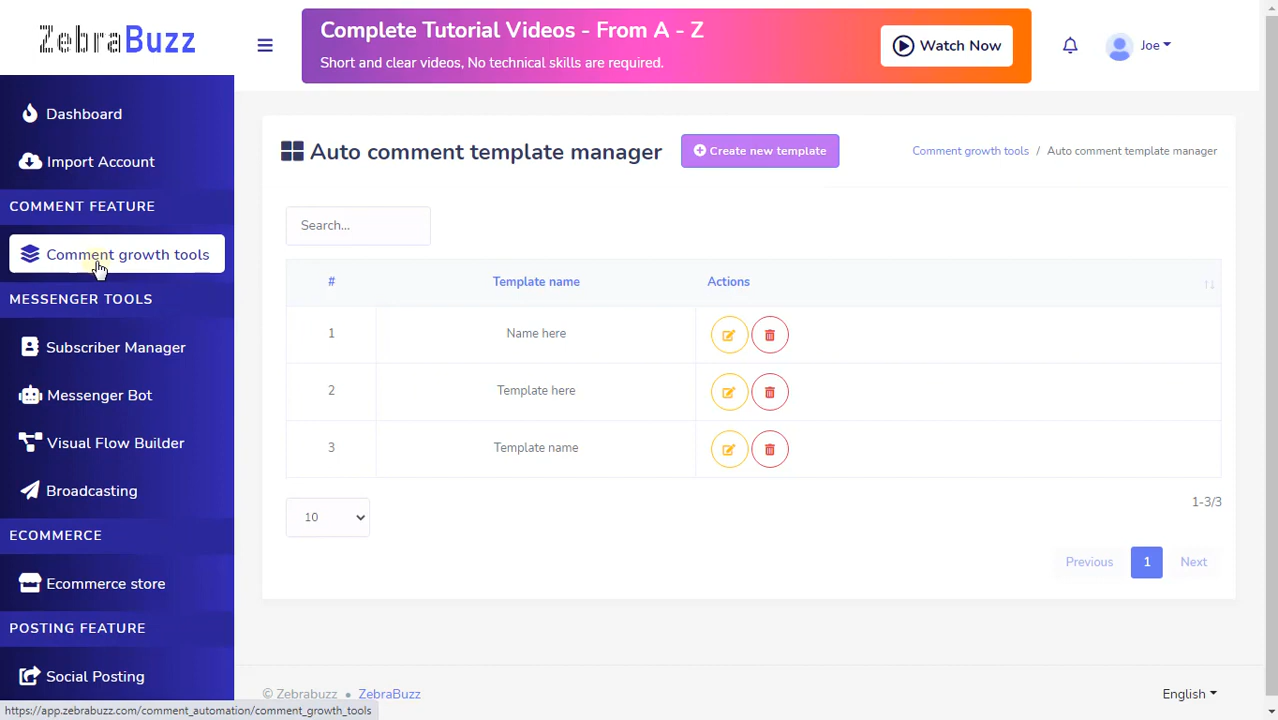 ZebraBuzz
Complete Tutorial Videos - From A - Z
Short and clear videos, No technical skills are required.
Watch Now
Joe
Dashboard
Import Account
COMMENT FEATURE
Comment growth tools
MESSENGER TOOLS
Subscriber Manager
Messenger Bot
Visual Flow Builder
Broadcasting
ECOMMERCE
Ecommerce store
POSTING FEATURE
Social Posting
Auto comment template manager
Create new template
Comment growth tools / Auto comment template manager
Search...
# Template name Actions
1 Name here
2 Template here
3 Template name
10
1-3/3
Previous 1 Next
© Zebrabuzz • ZebraBuzz
English
https://app.zebrabuzz.com/comment_automation/comment_growth_tools